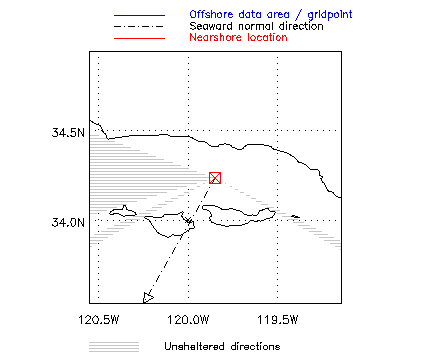 Offshore data area / gridpoint
Seaward normal direction
Nearshore location
34.5N
34.0N
120.5W 120.0W 119.5W
Unsheltered directions